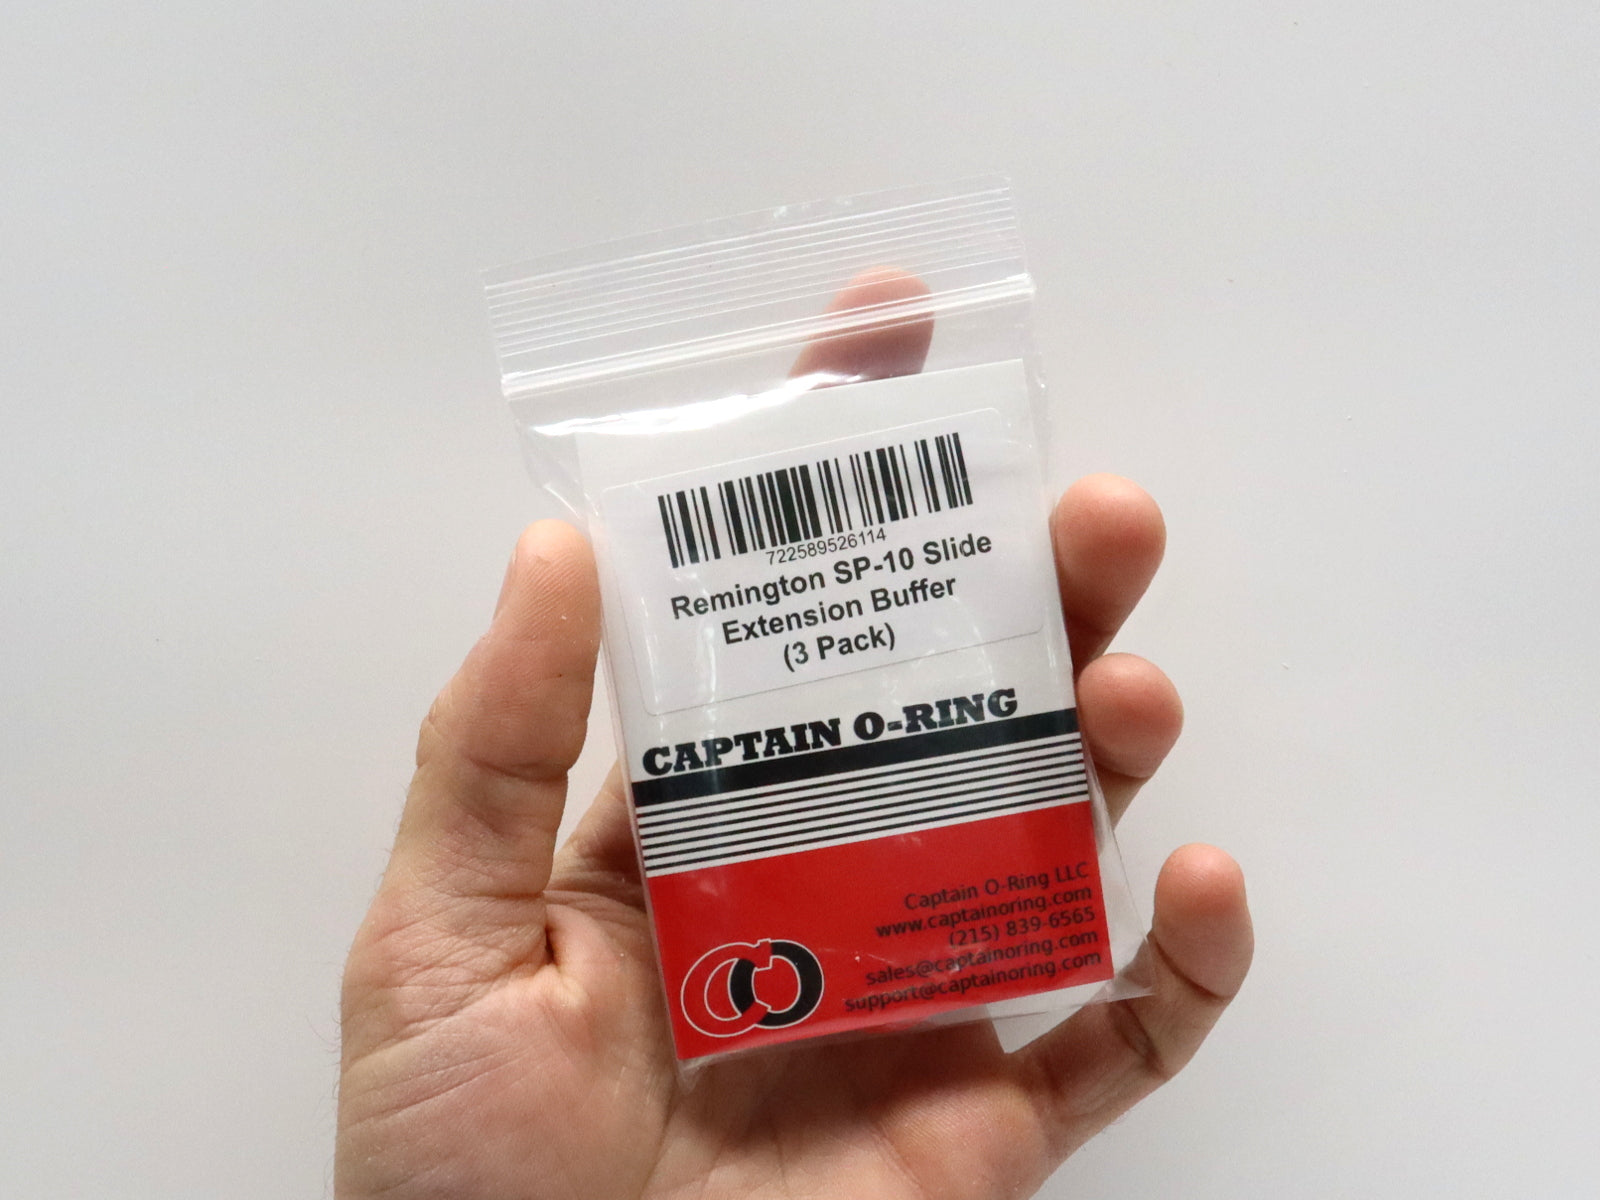 722589526114
Remington SP-10 Slide
Extension Buffer
(3 Pack)
CAPTAIN O-RING
Captain O-Ring LLC
www.captainoring.com
(215) 839-6565
sales@captainoring.com
support@captainoring.com